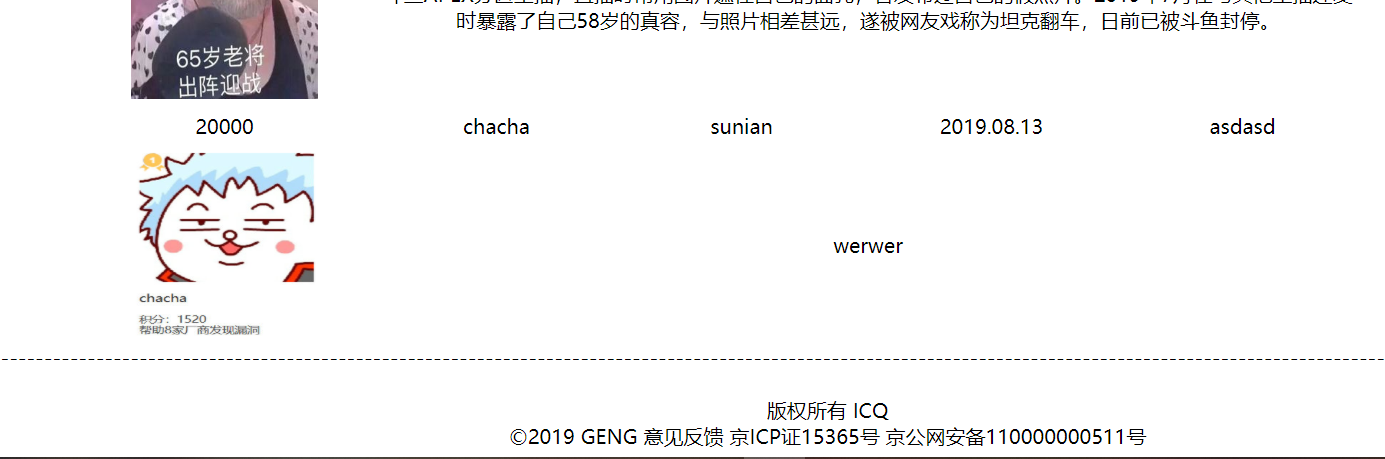 时暴露了自己58岁的真容，与照片相差甚远，遂被网友戏称为坦克翻车，日前已被斗鱼封停。
65岁老将
出阵迎战
20000 chacha sunian 2019.08.13 asdasd
1
werwer
chacha
积分：1520
帮助8家厂商发现漏洞
版权所有 ICQ
©2019 GENG 意见反馈 京ICP证15365号 京公网安备110000000511号